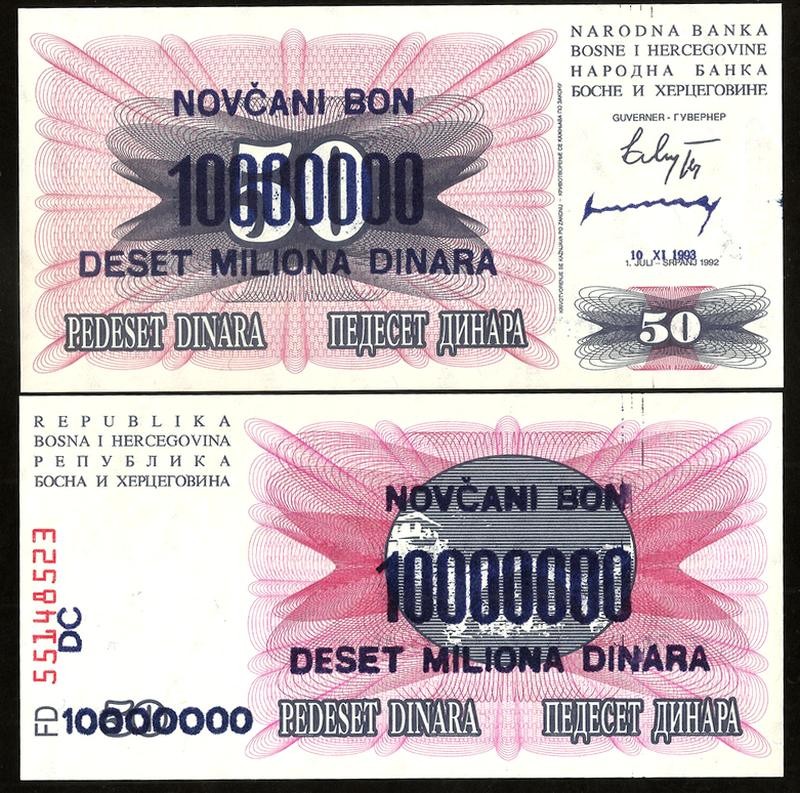 NARODNA BANKA
BOSNE I HERCEGOVINE
НАРОДНА БАНКА
БОСНЕ И ХЕРЦЕГОВИНЕ
GUVERNER - ГУВЕРНЕР
NOVČANI BON
50
10000000
DESET MILIONA DINARA
10 XI 1993
1. JULI - SRPANJ 1992
PEDESET DINARA ПЕДЕСЕТ ДИНАРА
50
REPUBLIKA
BOSNA I HERCEGOVINA
РЕПУБЛИКА
БОСНА И ХЕРЦЕГОВИНА
NOVČANI BON
10000000
DESET MILIONA DINARA
55148523
DC
FD 50
10000000
PEDESET DINARA ПЕДЕСЕТ ДИНАРА